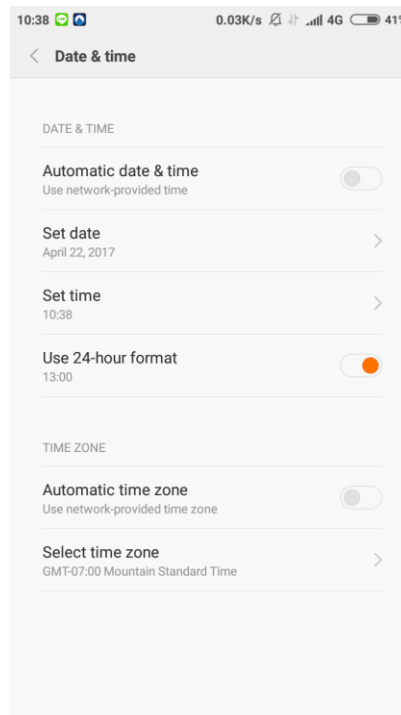 10:38 0.03K/s 4G 41%
Date & time
DATE & TIME
Automatic date & time
Use network-provided time
Set date
April 22, 2017
Set time
10:38
Use 24-hour format
13:00
TIME ZONE
Automatic time zone
Use network-provided time zone
Select time zone
GMT-07:00 Mountain Standard Time